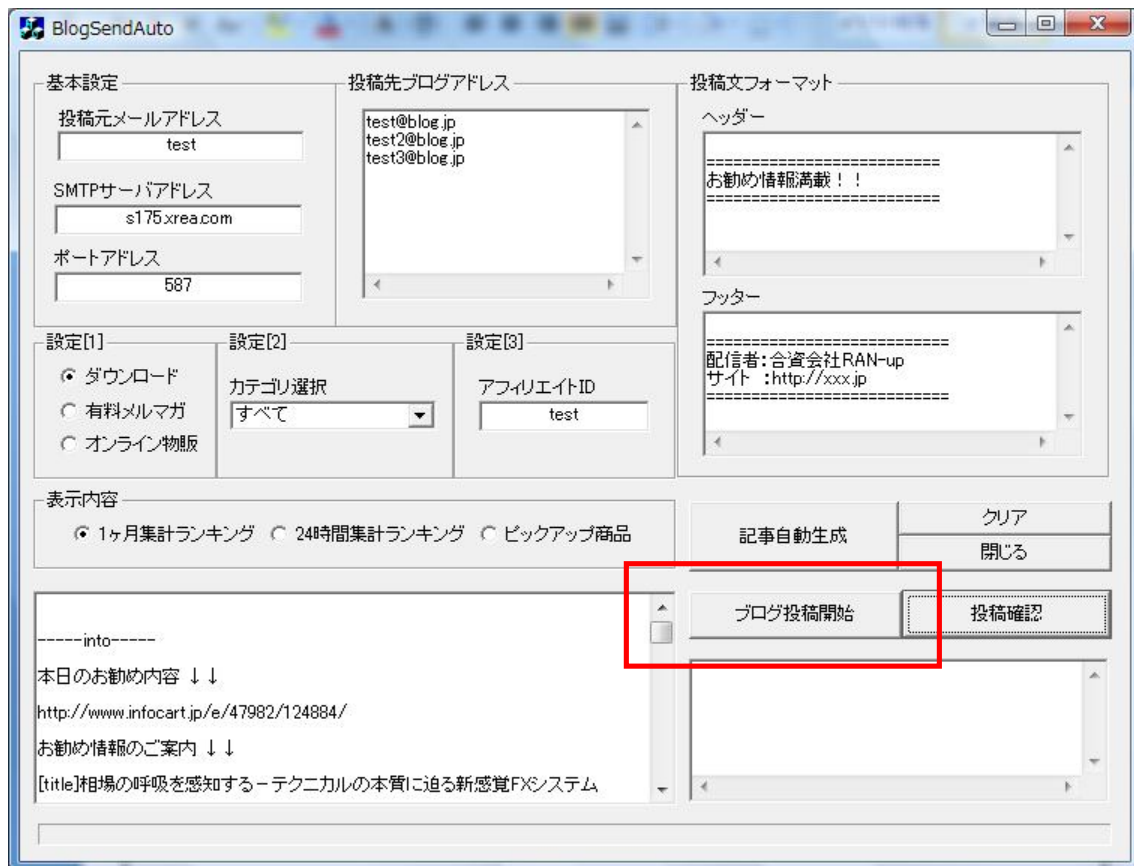 BlogSendAuto
基本設定
投稿元メールアドレス
test
SMTPサーバアドレス
s175.xrea.com
ポートアドレス
587
投稿先ブログアドレス
test@blog.jp
test2@blog.jp
test3@blog.jp
投稿文フォーマット
ヘッダー
==========================
お勧め情報満載！！
==========================
フッター
===========================
配信者:合資会社RAN-up
サイト :http://xxx.jp
===========================
設定[1]
ダウンロード
有料メルマガ
オンライン物販
設定[2]
カテゴリ選択
すべて
設定[3]
アフィリエイトID
test
表示内容
1ヶ月集計ランキング
24時間集計ランキング
ピックアップ商品
記事自動生成
クリア
閉じる
ブログ投稿開始
投稿確認
-----into-----
本日のお勧め内容 ↓↓
http://www.infocart.jp/e/47982/124884/
お勧め情報のご案内 ↓↓
[title]相場の呼吸を感知する－テクニカルの本質に迫る新感覚FXシステム